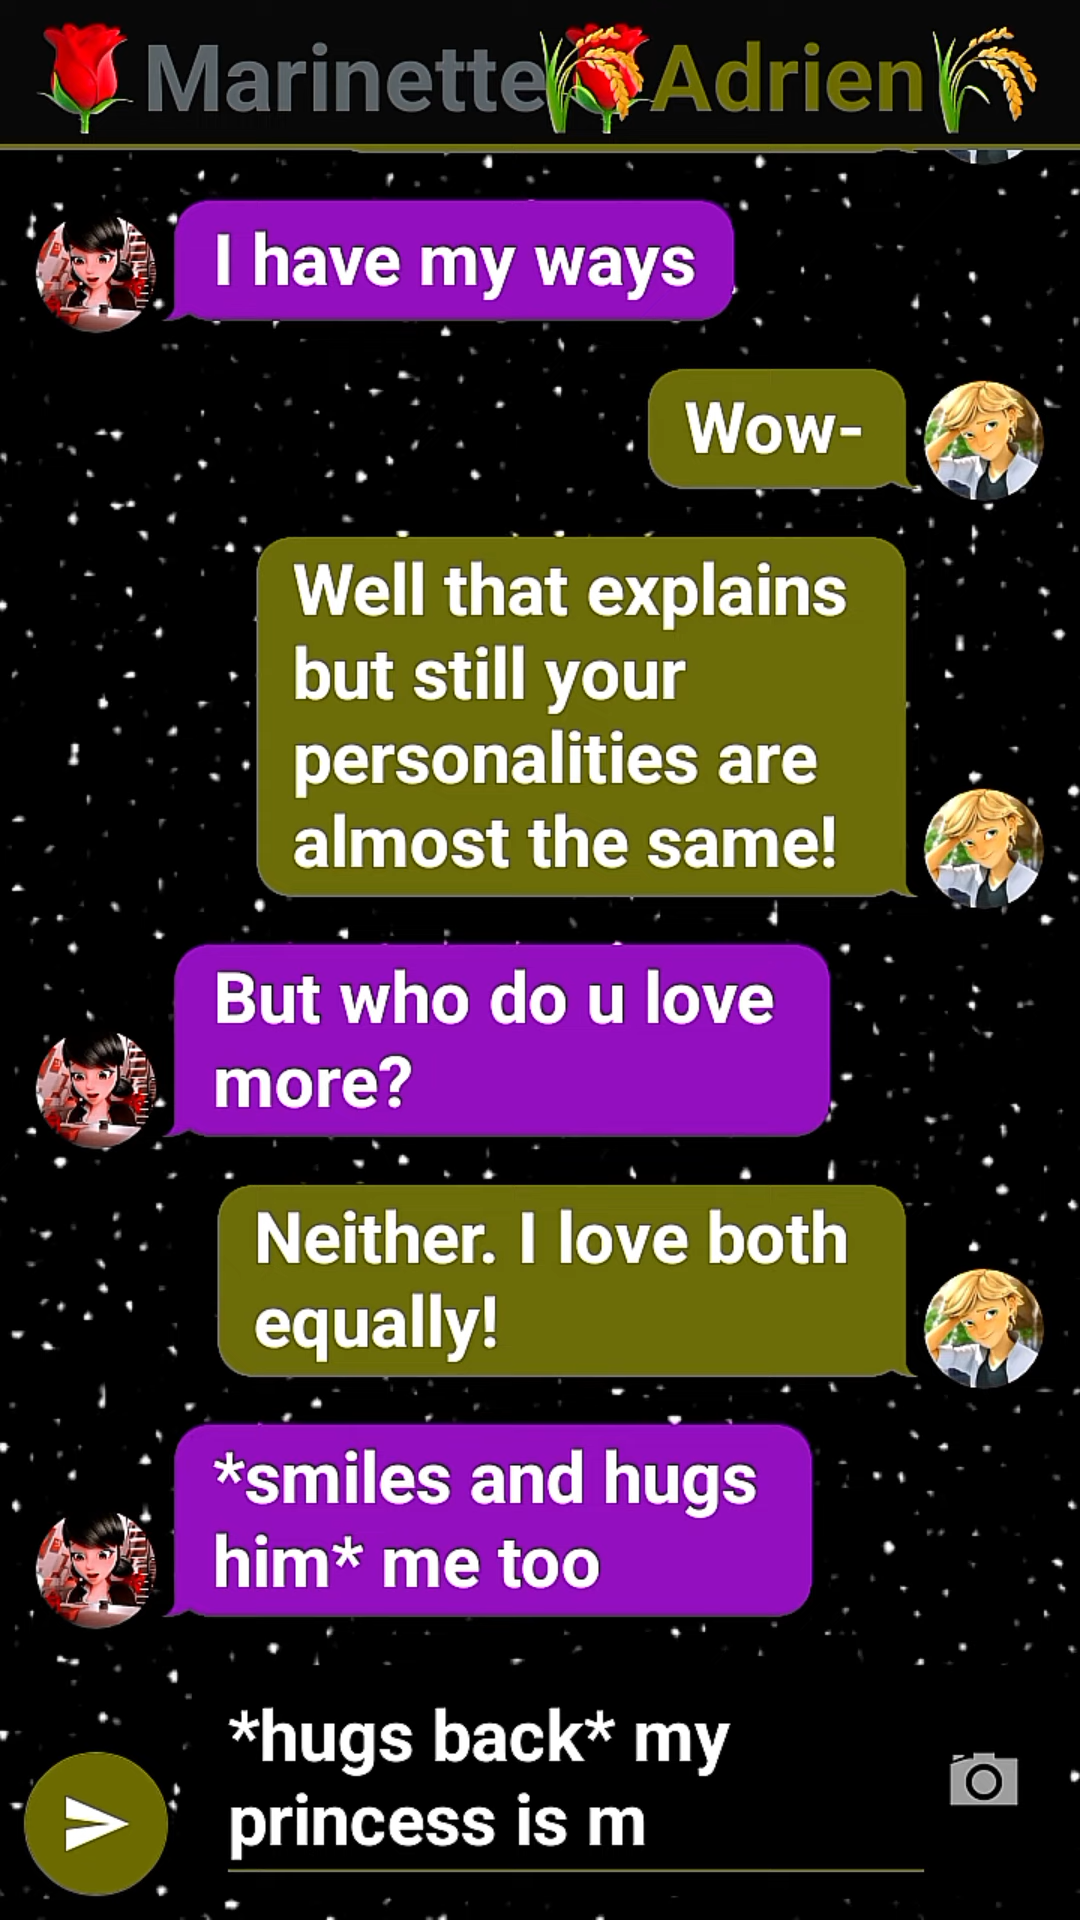 🌹Marinette🌾🌹Adrien🌾
I have my ways
Wow-
Well that explains
but still your
personalities are
almost the same!
But who do u love
more?
Neither. I love both
equally!
*smiles and hugs
him* me too
*hugs back* my
princess is m